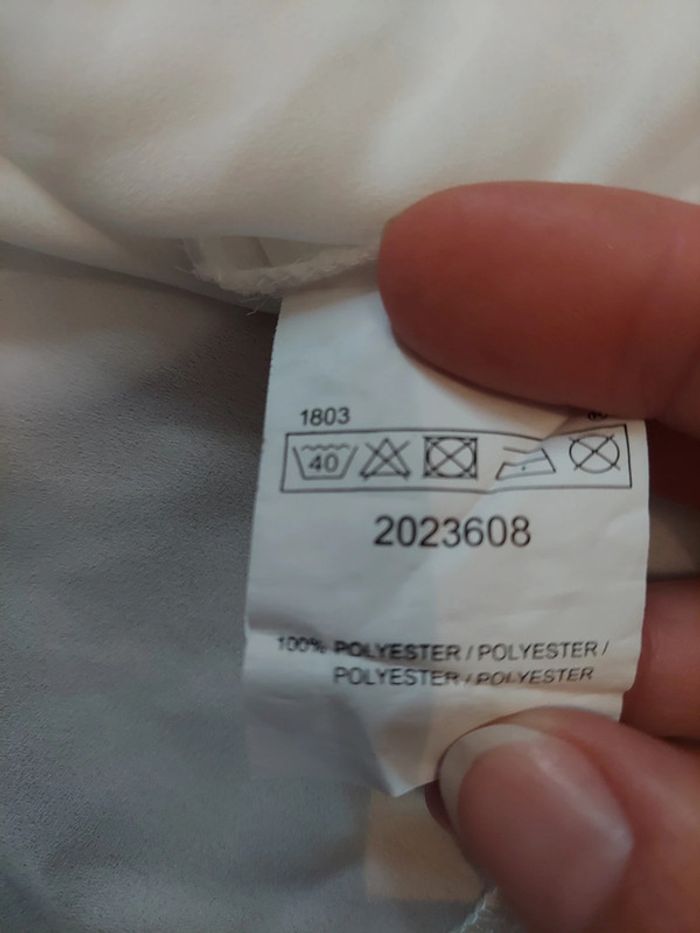 1803
40
2023608
100% POLYESTER / POLYESTER /
POLYESTER / POLYESTER